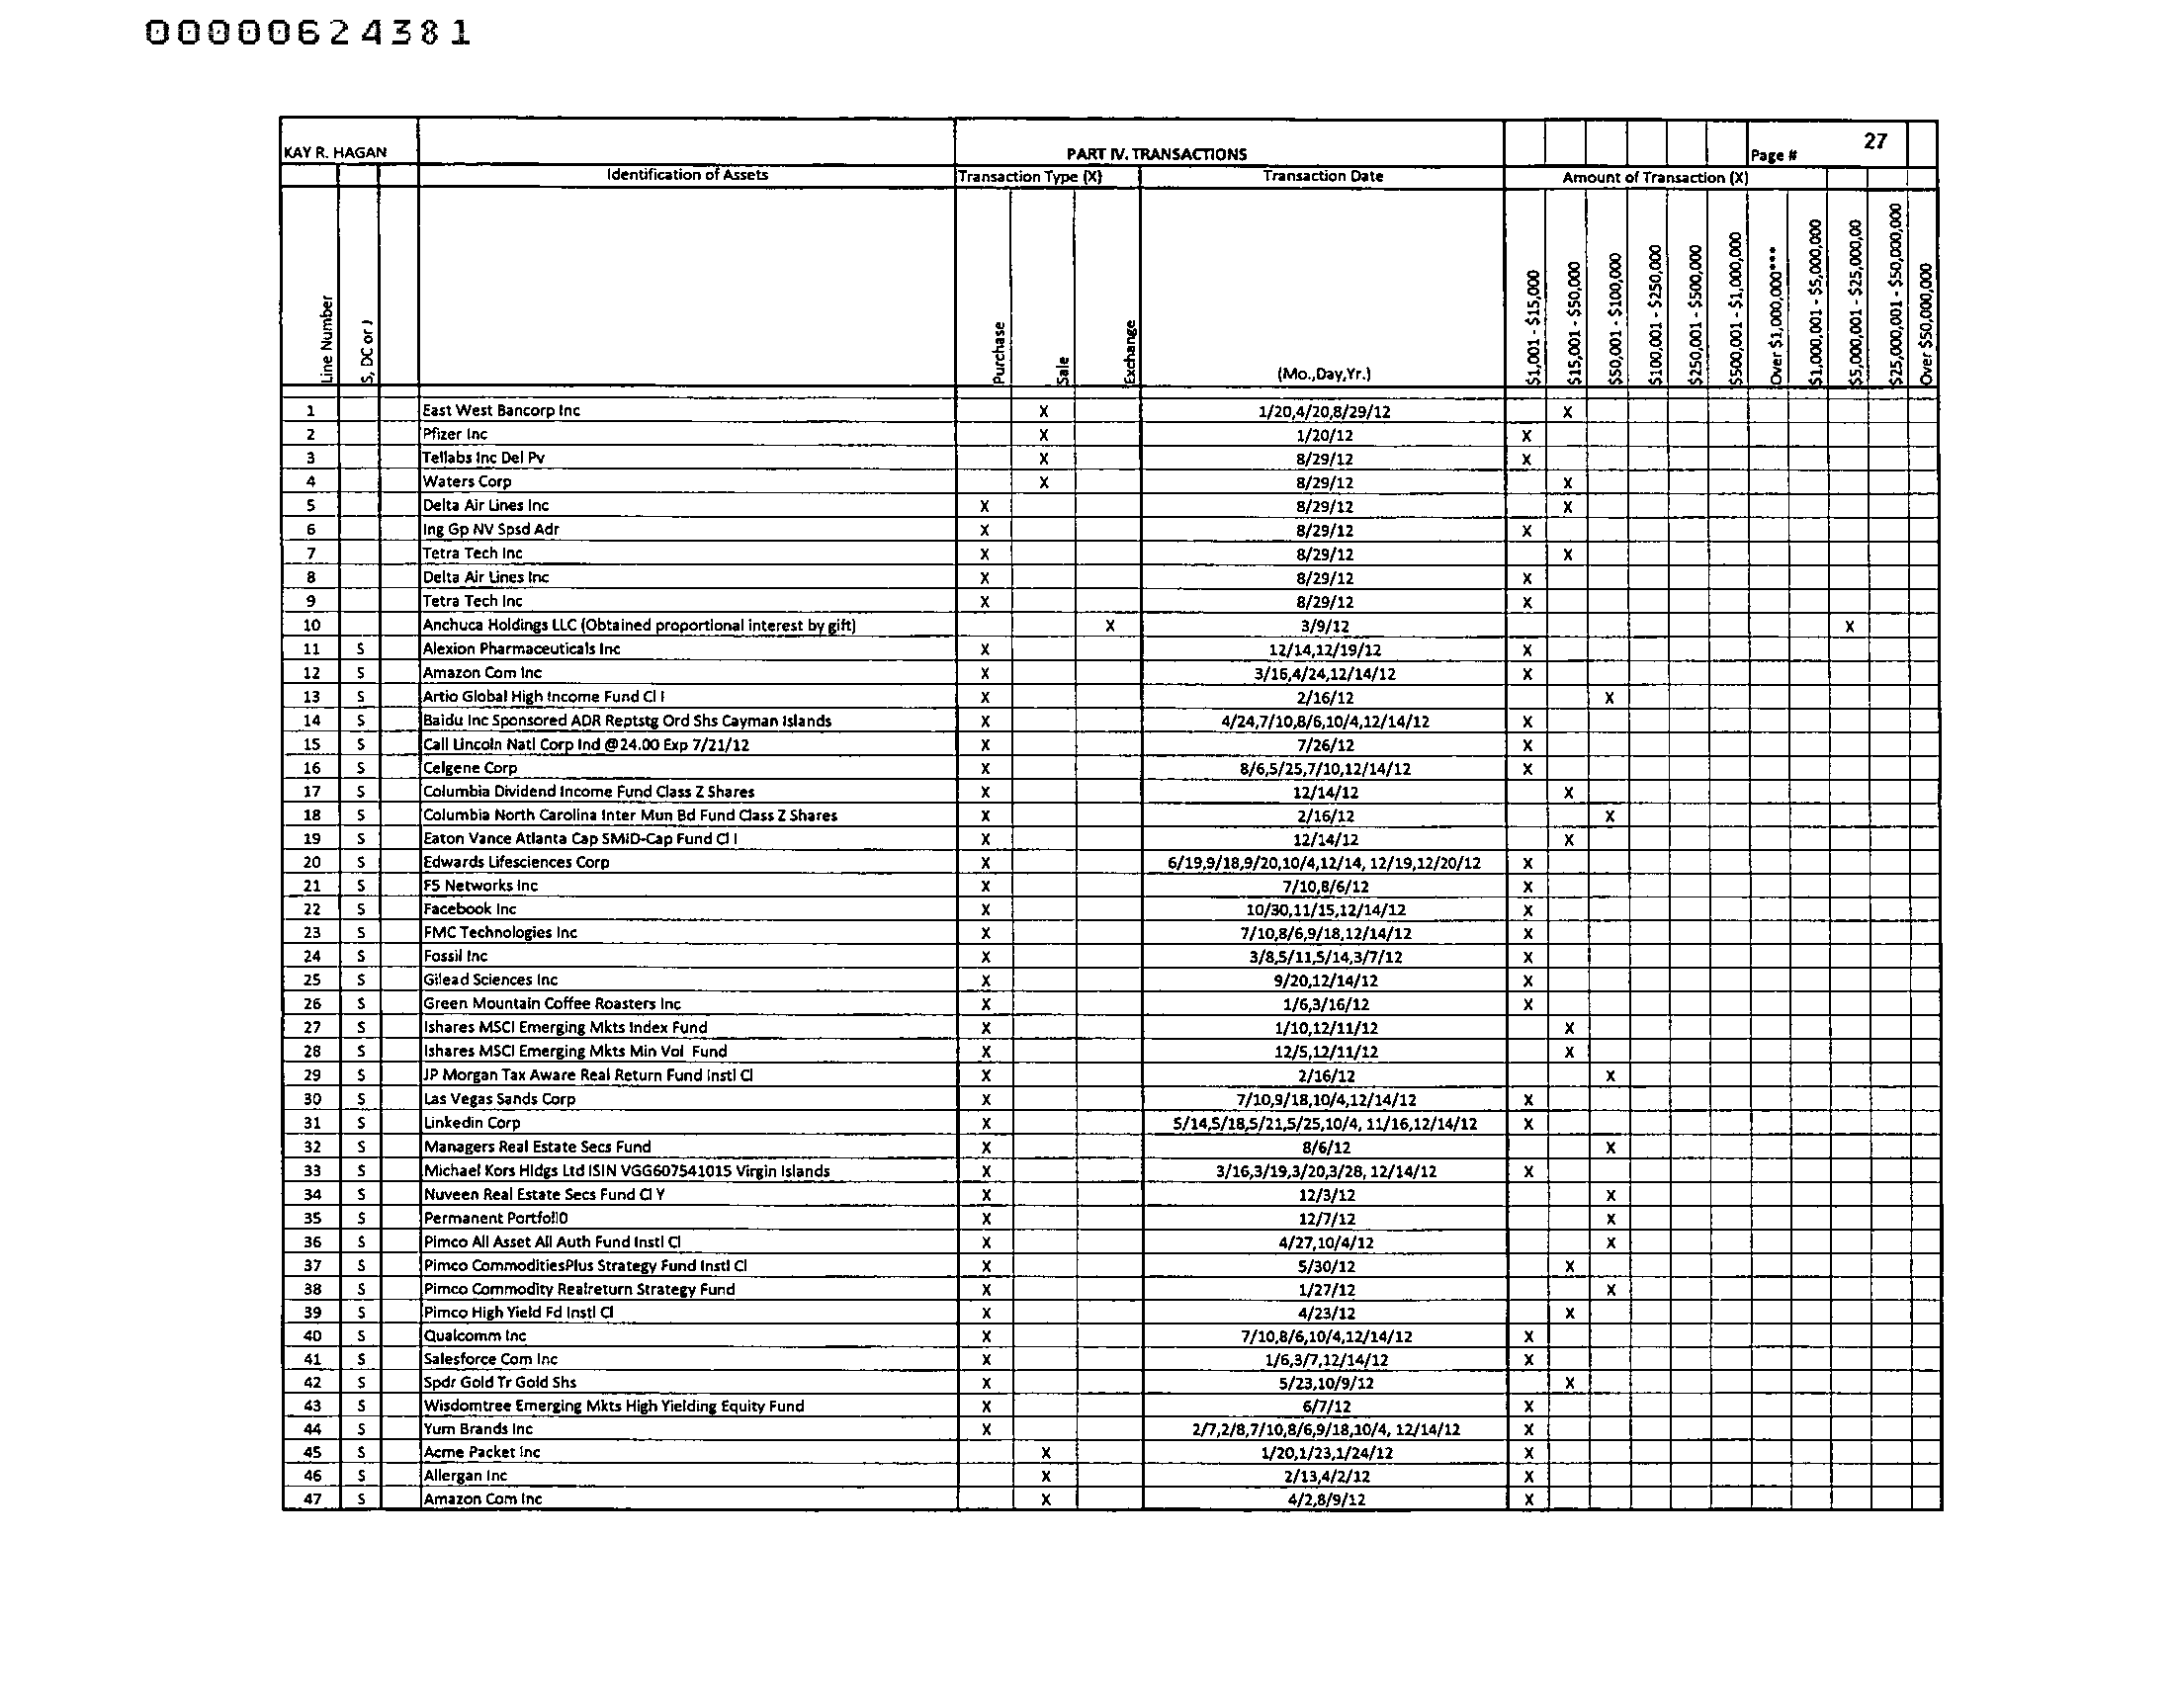 00000624381
KAY R. HAGAN PART IV. TRANSACTIONS Page # 27
Identification of Assets Transaction Type (X) Transaction Date Amount of Transaction (X)
Line Number S, DC or J Purchase Sale Exchange (Mo.,Day,Yr.) $1,001 - $15,000 $15,001 - $50,000 $50,001 - $100,000 $100,001 - $250,000 $250,001 - $500,000 $500,001 - $1,000,000 Over $1,000,000*** $1,000,001 - $5,000,000 $5,000,001 - $25,000,00 $25,000,001 - $50,000,000 Over $50,000,000
1 East West Bancorp Inc X 1/20,4/20,8/29/12 X
2 Pfizer Inc X 1/20/12 X
3 Tellabs Inc Del Pv X 8/29/12 X
4 Waters Corp X 8/29/12 X
5 Delta Air Lines Inc X 8/29/12 X
6 Ing Gp NV Spsd Adr X 8/29/12 X
7 Tetra Tech Inc X 8/29/12 X
8 Delta Air Lines Inc X 8/29/12 X
9 Tetra Tech Inc X 8/29/12 X
10 Anchuca Holdings LLC (Obtained proportional interest by gift) X 3/9/12 X
11 S Alexion Pharmaceuticals Inc X 12/14,12/19/12 X
12 S Amazon Com Inc X 3/16,4/24,12/14/12 X
13 S Artio Global High Income Fund Cl I X 2/16/12 X
14 S Baidu Inc Sponsored ADR Reptstg Ord Shs Cayman Islands X 4/24,7/10,8/6,10/4,12/14/12 X
15 S Call Lincoln Natl Corp Ind @24.00 Exp 7/21/12 X 7/26/12 X
16 S Celgene Corp X 8/6,5/25,7/10,12/14/12 X
17 S Columbia Dividend Income Fund Class Z Shares X 12/14/12 X
18 S Columbia North Carolina Inter Mun Bd Fund Class Z Shares X 2/16/12 X
19 S Eaton Vance Atlanta Cap SMID-Cap Fund Cl I X 12/14/12 X
20 S Edwards Lifesciences Corp X 6/19,9/18,9/20,10/4,12/14, 12/19,12/20/12 X
21 S F5 Networks Inc X 7/10,8/6/12 X
22 S Facebook Inc X 10/30,11/15,12/14/12 X
23 S FMC Technologies Inc X 7/10,8/6,9/18,12/14/12 X
24 S Fossil Inc X 3/8,5/11,5/14,3/7/12 X
25 S Gilead Sciences Inc X 9/20,12/14/12 X
26 S Green Mountain Coffee Roasters Inc X 1/6,3/16/12 X
27 S Ishares MSCI Emerging Mkts Index Fund X 1/10,12/11/12 X
28 S Ishares MSCI Emerging Mkts Min Vol Fund X 12/5,12/11/12 X
29 S JP Morgan Tax Aware Real Return Fund Instl Cl X 2/16/12 X
30 S Las Vegas Sands Corp X 7/10,9/18,10/4,12/14/12 X
31 S Linkedin Corp X 5/14,5/18,5/21,5/25,10/4, 11/16,12/14/12 X
32 S Managers Real Estate Secs Fund X 8/6/12 X
33 S Michael Kors Hldgs Ltd ISIN VGG607541015 Virgin Islands X 3/16,3/19,3/20,3/28, 12/14/12 X
34 S Nuveen Real Estate Secs Fund Cl Y X 12/3/12 X
35 S Permanent Portfoli0 X 12/7/12 X
36 S Pimco All Asset All Auth Fund Instl Cl X 4/27,10/4/12 X
37 S Pimco CommoditiesPlus Strategy Fund Instl Cl X 5/30/12 X
38 S Pimco Commodity Realreturn Strategy Fund X 1/27/12 X
39 S Pimco High Yield Fd Instl Cl X 4/23/12 X
40 S Qualcomm Inc X 7/10,8/6,10/4,12/14/12 X
41 S Salesforce Com Inc X 1/6,3/7,12/14/12 X
42 S Spdr Gold Tr Gold Shs X 5/23,10/9/12 X
43 S Wisdomtree Emerging Mkts High Yielding Equity Fund X 6/7/12 X
44 S Yum Brands Inc X 2/7,2/8,7/10,8/6,9/18,10/4, 12/14/12 X
45 S Acme Packet Inc X 1/20,1/23,1/24/12 X
46 S Allergan Inc X 2/13,4/2/12 X
47 S Amazon Com Inc X 4/2,8/9/12 X